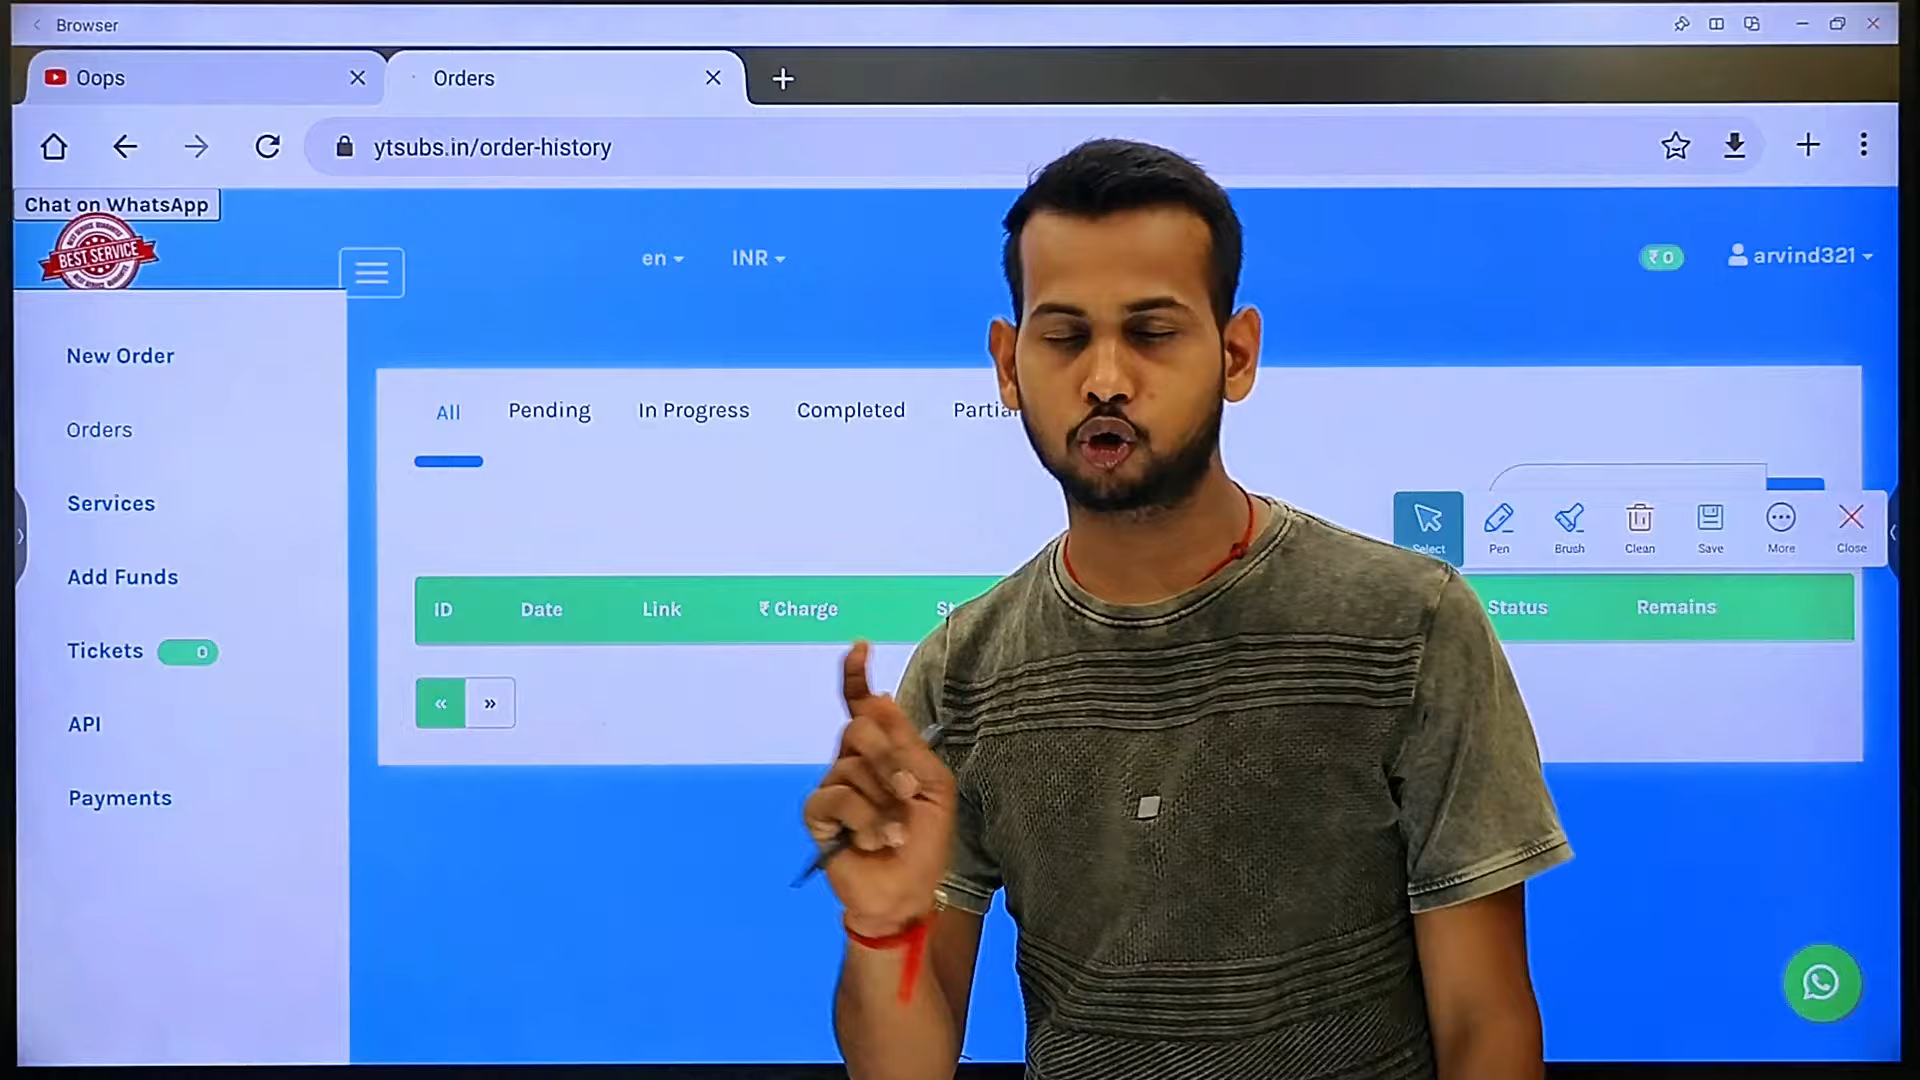 Browser
Oops
Orders
ytsubs.in/order-history
Chat on WhatsApp
BEST SERVICE
en
INR
₹ 0
arvind321
New Order
Orders
Services
Add Funds
Tickets 0
API
Payments
All
Pending
In Progress
Completed
Partial
Select
Pen
Brush
Clean
Save
More
Close
ID
Date
Link
₹ Charge
St
Status
Remains
«
»